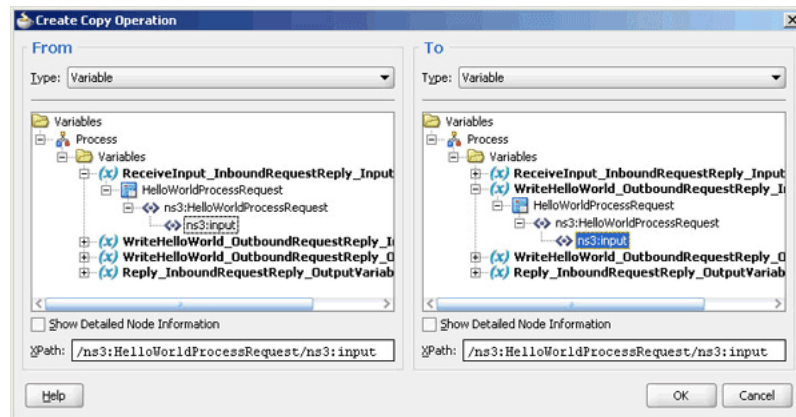 Create Copy Operation
From
Type: Variable
Variables
Process
Variables
(x) ReceiveInput_InboundRequestReply_Input
HelloWorldProcessRequest
ns3:HelloWorldProcessRequest
ns3:input
(x) WriteHelloWorld_OutboundRequestReply_I
(x) WriteHelloWorld_OutboundRequestReply_O
(x) Reply_InboundRequestReply_OutputVariab
Show Detailed Node Information
XPath: /ns3:HelloWorldProcessRequest/ns3:input
To
Type: Variable
Variables
Process
Variables
(x) ReceiveInput_InboundRequestReply_Input
(x) WriteHelloWorld_OutboundRequestReply_I
HelloWorldProcessRequest
ns3:HelloWorldProcessRequest
ns3:input
(x) WriteHelloWorld_OutboundRequestReply_O
(x) Reply_InboundRequestReply_OutputVariab
Show Detailed Node Information
XPath: /ns3:HelloWorldProcessRequest/ns3:input
Help
OK
Cancel